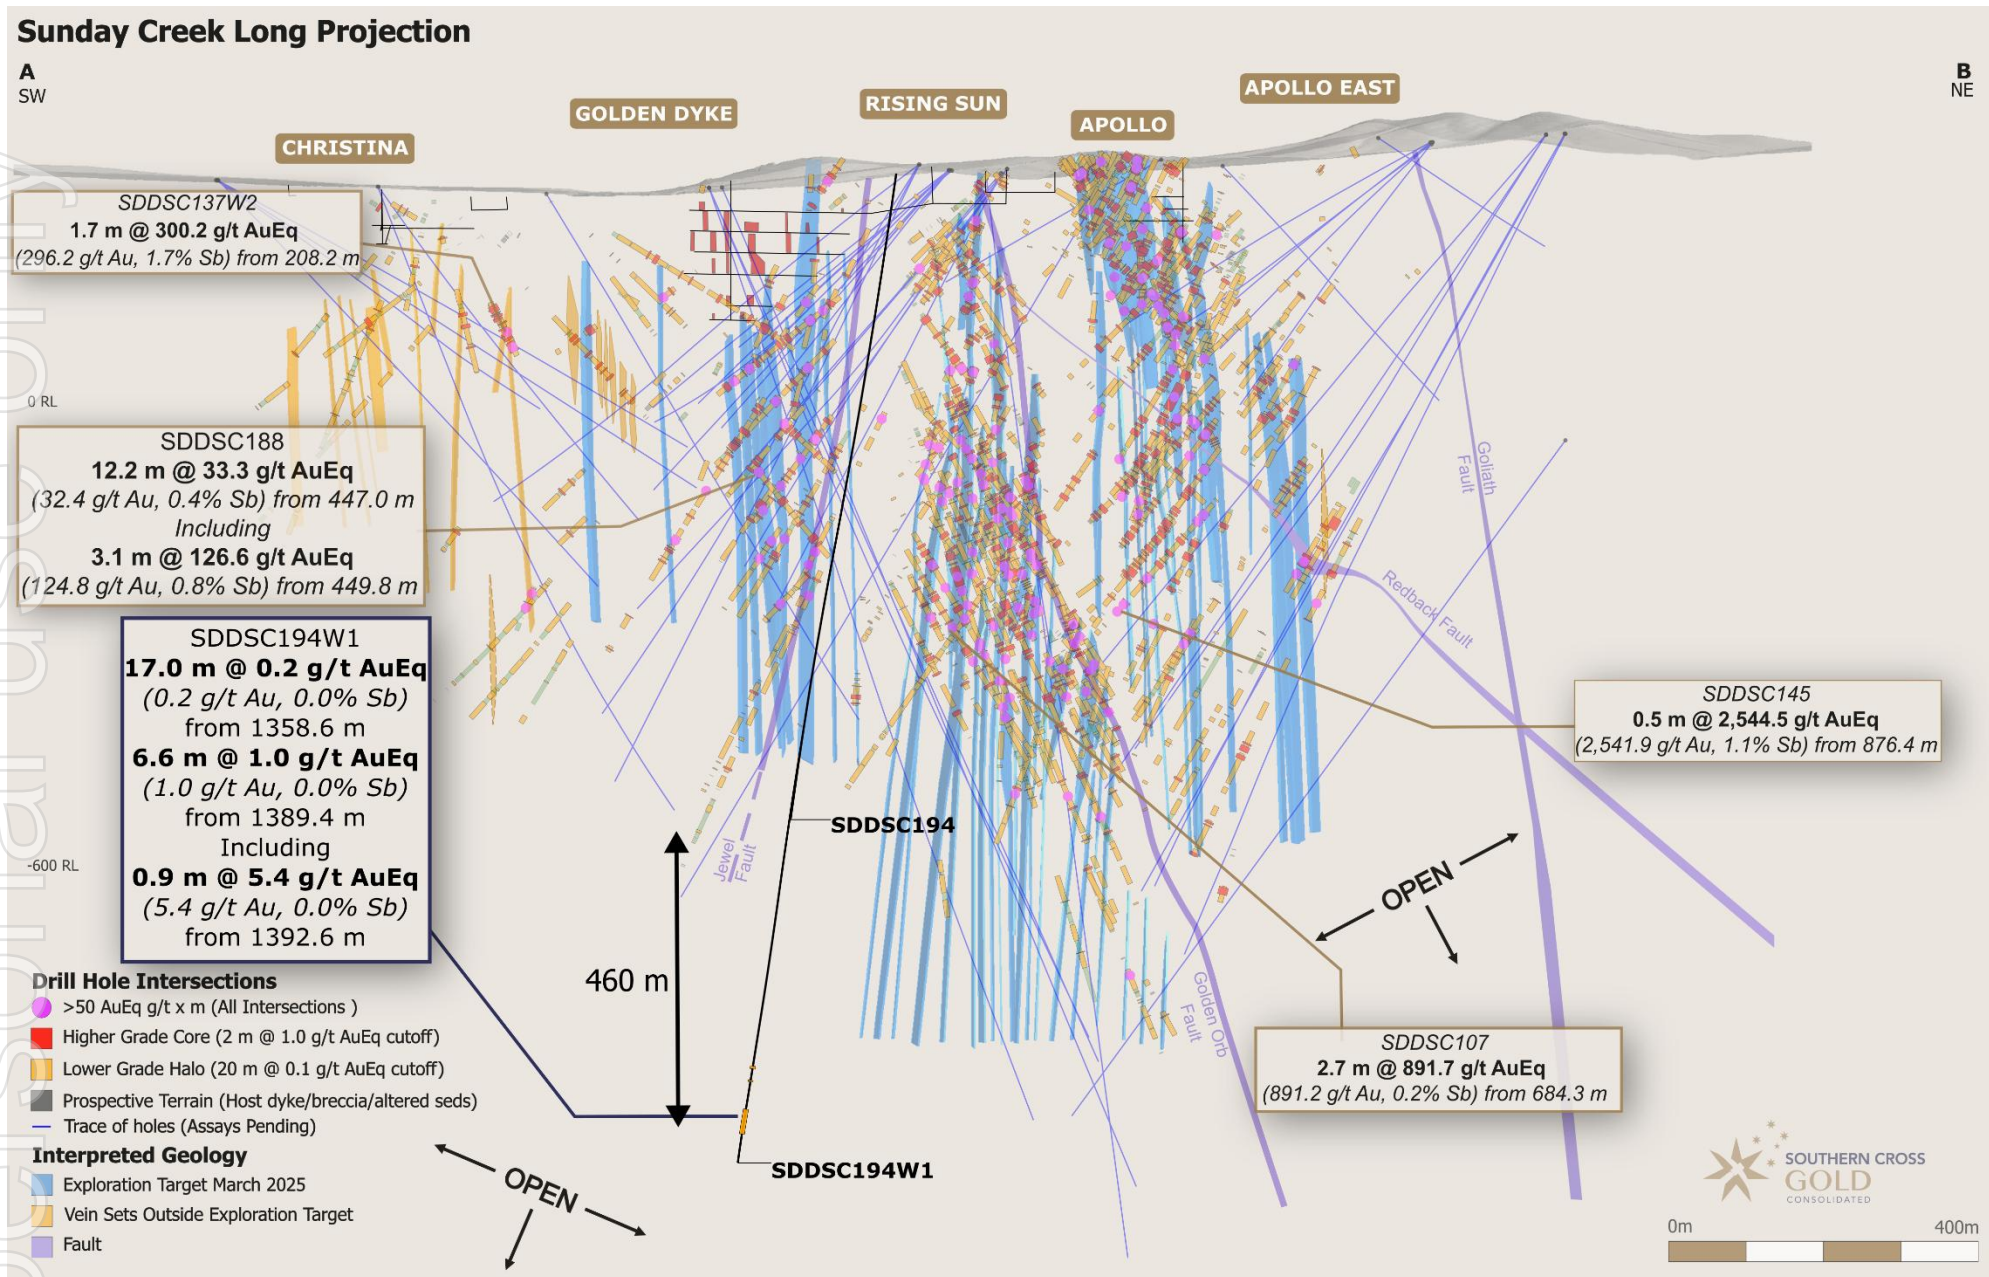 Sunday Creek Long Projection
A
SW
B
NE
CHRISTINA
GOLDEN DYKE
RISING SUN
APOLLO
APOLLO EAST
SDDSC137W2
1.7 m @ 300.2 g/t AuEq
(296.2 g/t Au, 1.7% Sb) from 208.2 m
0 RL
SDDSC188
12.2 m @ 33.3 g/t AuEq
(32.4 g/t Au, 0.4% Sb) from 447.0 m
Including
3.1 m @ 126.6 g/t AuEq
(124.8 g/t Au, 0.8% Sb) from 449.8 m
SDDSC194W1
17.0 m @ 0.2 g/t AuEq
(0.2 g/t Au, 0.0% Sb)
from 1358.6 m
6.6 m @ 1.0 g/t AuEq
(1.0 g/t Au, 0.0% Sb)
from 1389.4 m
Including
0.9 m @ 5.4 g/t AuEq
(5.4 g/t Au, 0.0% Sb)
from 1392.6 m
-600 RL
Goliath
Fault
Redback Fault
SDDSC145
0.5 m @ 2,544.5 g/t AuEq
(2,541.9 g/t Au, 1.1% Sb) from 876.4 m
SDDSC194
Jewel
Fault
OPEN
460 m
Golden Orb
Fault
SDDSC107
2.7 m @ 891.7 g/t AuEq
(891.2 g/t Au, 0.2% Sb) from 684.3 m
SDDSC194W1
OPEN
Drill Hole Intersections
>50 AuEq g/t x m (All Intersections )
Higher Grade Core (2 m @ 1.0 g/t AuEq cutoff)
Lower Grade Halo (20 m @ 0.1 g/t AuEq cutoff)
Prospective Terrain (Host dyke/breccia/altered seds)
Trace of holes (Assays Pending)
Interpreted Geology
Exploration Target March 2025
Vein Sets Outside Exploration Target
Fault
SOUTHERN CROSS
GOLD
CONSOLIDATED
0m
400m